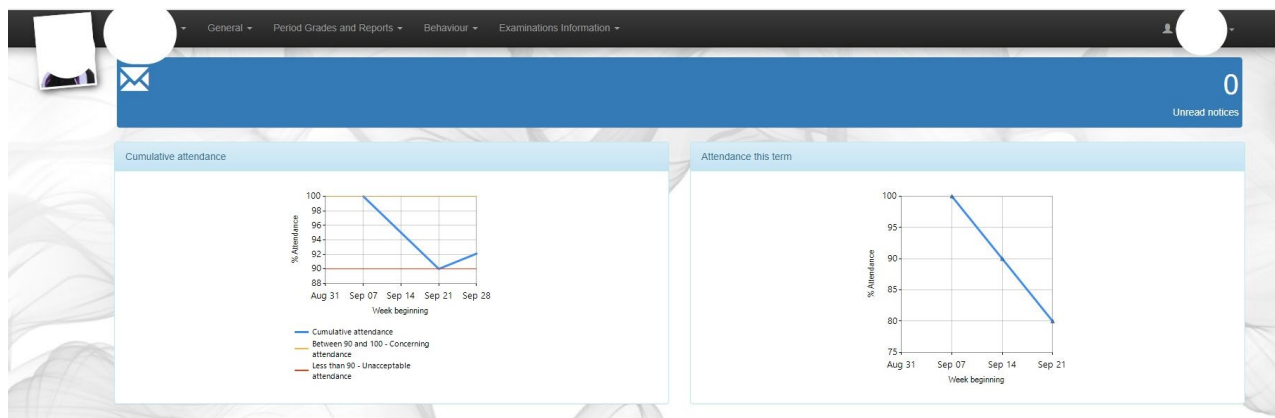 General Period Grades and Reports Behaviour Examinations Information
0
Unread notices
Cumulative attendance
100
98
96
94
92
90
88
% Attendance
Aug 31 Sep 07 Sep 14 Sep 21 Sep 28
Week beginning
Cumulative attendance
Between 90 and 100 - Concerning
attendance
Less than 90 - Unacceptable
attendance
Attendance this term
100
95
90
85
80
75
% Attendance
Aug 31 Sep 07 Sep 14 Sep 21
Week beginning